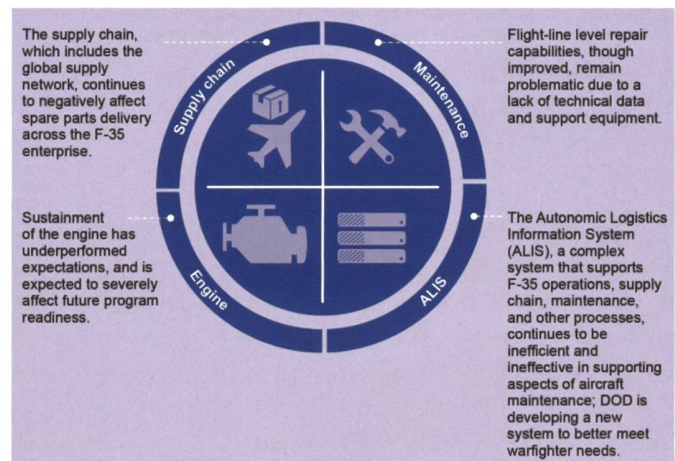 The supply chain,
which includes the
global supply
network, continues
to negatively affect
spare parts delivery
across the F-35
enterprise.
Supply chain
Maintenance
Flight-line level repair
capabilities, though
improved, remain
problematic due to a
lack of technical data
and support equipment.
Sustainment
of the engine has
underperformed
expectations, and is
expected to severely
affect future program
readiness.
Engine
ALIS
The Autonomic Logistics
Information System
(ALIS), a complex
system that supports
F-35 operations, supply
chain, maintenance,
and other processes,
continues to be
inefficient and
ineffective in supporting
aspects of aircraft
maintenance; DOD is
developing a new
system to better meet
warfighter needs.